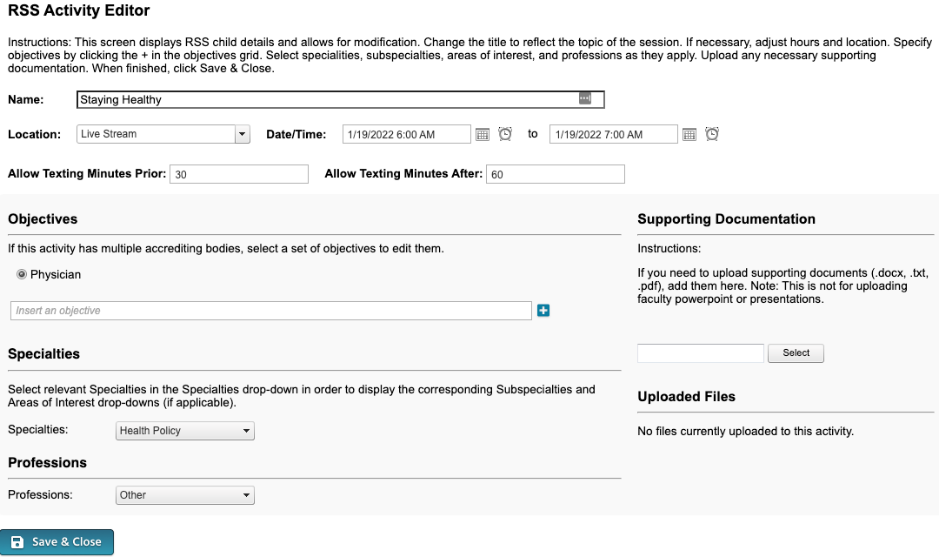 RSS Activity Editor
Instructions: This screen displays RSS child details and allows for modification. Change the title to reflect the topic of the session. If necessary, adjust hours and location. Specify
objectives by clicking the + in the objectives grid. Select specialities, subspecialties, areas of interest, and professions as they apply. Upload any necessary supporting
documentation. When finished, click Save & Close.
Name: Staying Healthy
Location: Live Stream Date/Time: 1/19/2022 6:00 AM to 1/19/2022 7:00 AM
Allow Texting Minutes Prior: 30 Allow Texting Minutes After: 60
Objectives
If this activity has multiple accrediting bodies, select a set of objectives to edit them.
Physician
Insert an objective
Specialties
Select relevant Specialties in the Specialties drop-down in order to display the corresponding Subspecialties and
Areas of Interest drop-downs (if applicable).
Specialties: Health Policy
Professions
Professions: Other
Supporting Documentation
Instructions:
If you need to upload supporting documents (.docx, .txt,
.pdf), add them here. Note: This is not for uploading
faculty powerpoint or presentations.
Select
Uploaded Files
No files currently uploaded to this activity.
Save & Close